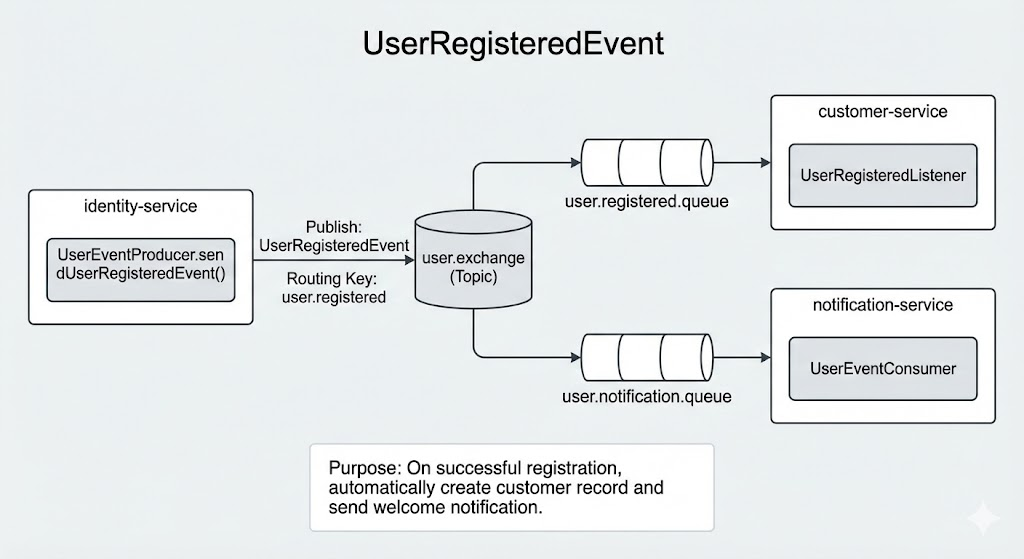 UserRegisteredEvent
identity-service
UserEventProducer.sen
dUserRegisteredEvent()
Publish:
UserRegisteredEvent
Routing Key:
user.registered
user.exchange
(Topic)
user.registered.queue
customer-service
UserRegisteredListener
user.notification.queue
notification-service
UserEventConsumer
Purpose: On successful registration,
automatically create customer record and
send welcome notification.